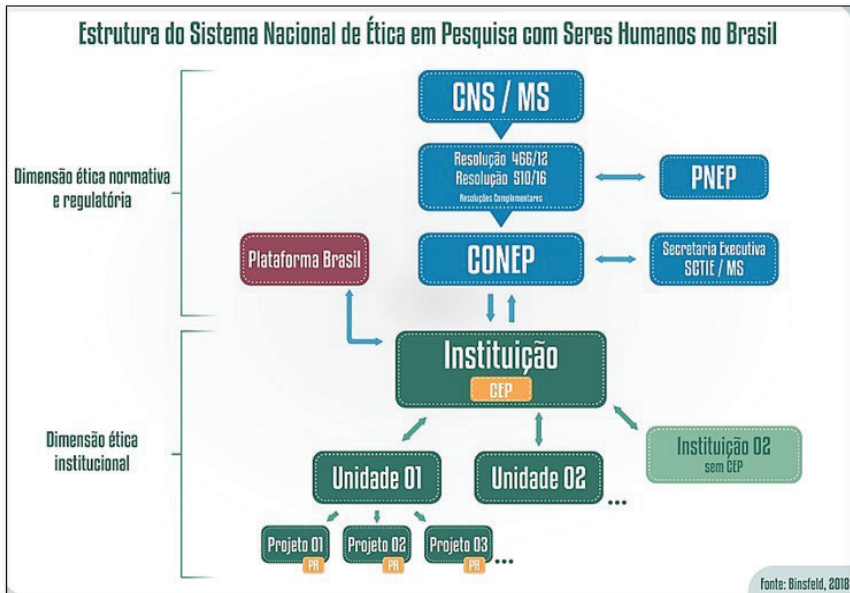 Estrutura do Sistema Nacional de Ética em Pesquisa com Seres Humanos no Brasil
CNS / MS
Dimensão ética normativa
e regulatória
Resolução 466/12
Resolução 510/16
Resoluções Complementares
PNEP
Plataforma Brasil
CONEP
Secretaria Executiva
SCTIE / MS
Instituição
CEP
Dimensão ética
institucional
Unidade 01
Unidade 02
...
Instituição 02
sem CEP
Projeto 01
PR
Projeto 02
PR
Projeto 03
PR
...
Fonte: Binsfeld, 2018